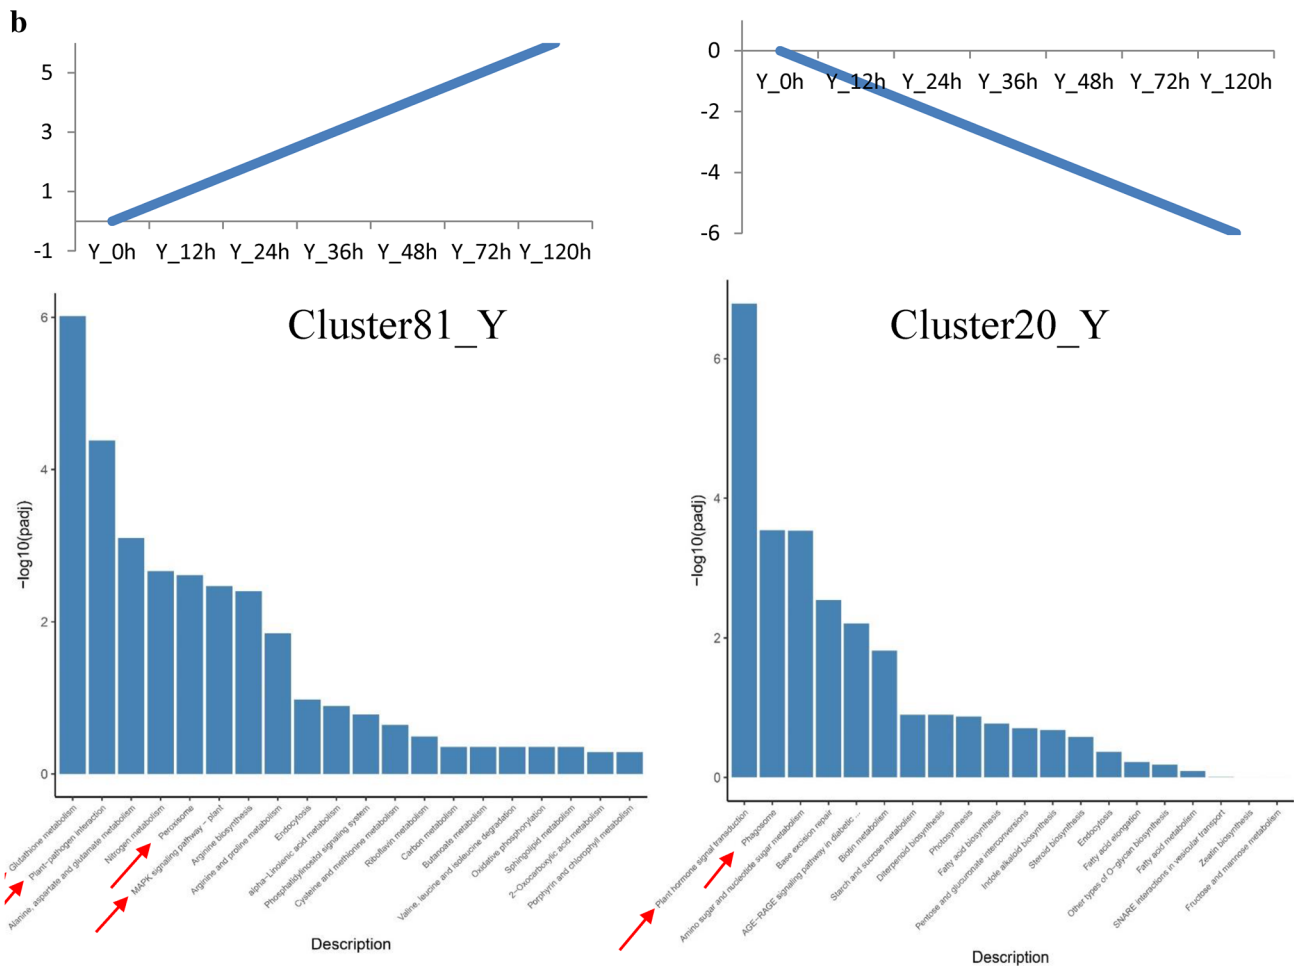 b
5
3
1
-1
Y_0h Y_12h Y_24h Y_36h Y_48h Y_72h Y_120h
0
-2
-4
-6
Y_0h Y_12h Y_24h Y_36h Y_48h Y_72h Y_120h
Cluster81_Y
−log10(padj)
6
4
2
0
Glutathione metabolism
Plant−pathogen interaction
Alanine, aspartate and glutamate metabolism
Nitrogen metabolism
Peroxisome
MAPK signaling pathway − plant
Arginine biosynthesis
Arginine and proline metabolism
Endocytosis
alpha−Linolenic acid metabolism
Phosphatidylinositol signaling system
Cysteine and methionine metabolism
Riboflavin metabolism
Carbon metabolism
Butanoate metabolism
Valine, leucine and isoleucine degradation
Oxidative phosphorylation
Sphingolipid metabolism
2−Oxocarboxylic acid metabolism
Porphyrin and chlorophyll metabolism
Description
Cluster20_Y
−log10(padj)
6
4
2
0
Plant hormone signal transduction
Phagosome
Amino sugar and nucleotide sugar metabolism
Base excision repair
AGE−RAGE signaling pathway in diabetic ...
Biotin metabolism
Starch and sucrose metabolism
Diterpenoid biosynthesis
Photosynthesis
Fatty acid biosynthesis
Pentose and glucuronate interconversions
Indole alkaloid biosynthesis
Steroid biosynthesis
Endocytosis
Fatty acid elongation
Other types of O−glycan biosynthesis
Fatty acid metabolism
SNARE interactions in vesicular transport
Zeatin biosynthesis
Fructose and mannose metabolism
Description